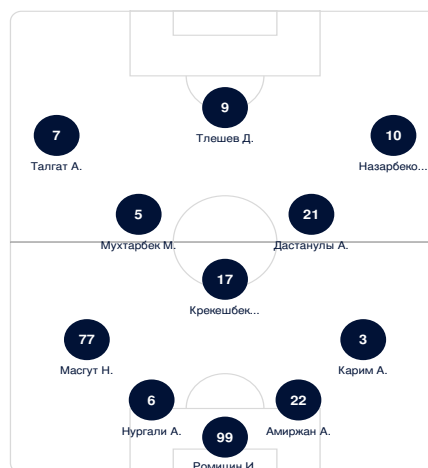 9
Тлешев Д.
7
Талгат А.
10
Назарбеко...
5
Мухтарбек М.
21
Дастанулы А.
17
Крекешбек...
77
Масгут Н.
3
Карим А.
6
Нургали А.
22
Амиржан А.
99
Ромицин И.